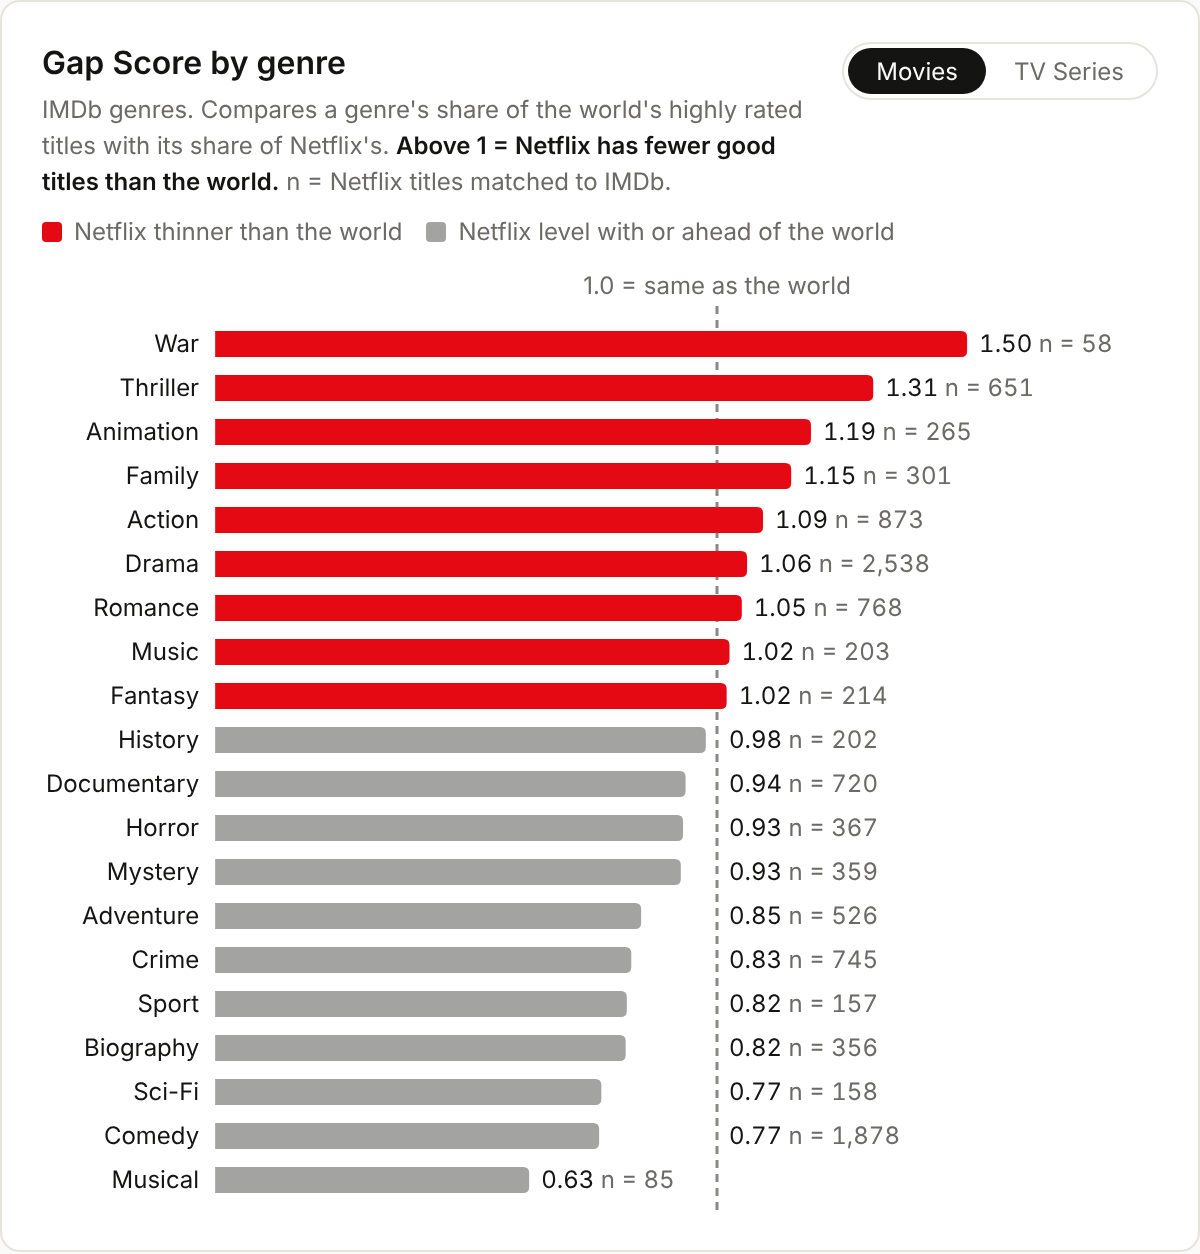 Gap Score by genre
Movies
TV Series
IMDb genres. Compares a genre's share of the world's highly rated
titles with its share of Netflix's. Above 1 = Netflix has fewer good
titles than the world. n = Netflix titles matched to IMDb.
Netflix thinner than the world
Netflix level with or ahead of the world
1.0 = same as the world
War 1.50 n = 58
Thriller 1.31 n = 651
Animation 1.19 n = 265
Family 1.15 n = 301
Action 1.09 n = 873
Drama 1.06 n = 2,538
Romance 1.05 n = 768
Music 1.02 n = 203
Fantasy 1.02 n = 214
History 0.98 n = 202
Documentary 0.94 n = 720
Horror 0.93 n = 367
Mystery 0.93 n = 359
Adventure 0.85 n = 526
Crime 0.83 n = 745
Sport 0.82 n = 157
Biography 0.82 n = 356
Sci-Fi 0.77 n = 158
Comedy 0.77 n = 1,878
Musical 0.63 n = 85